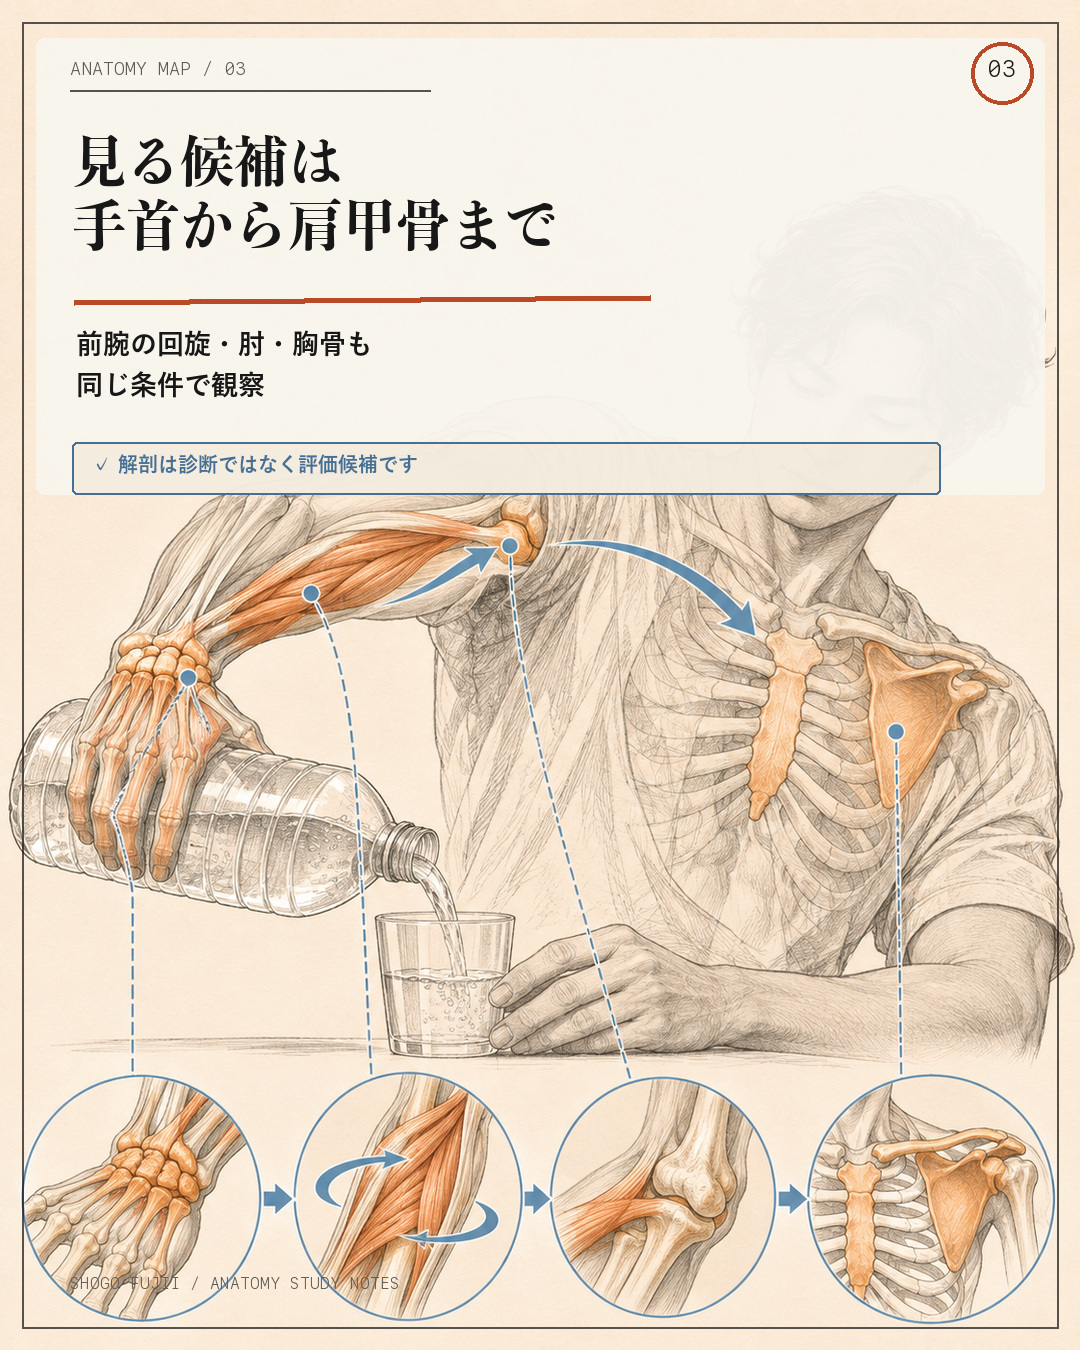 ANATOMY MAP / 03
03
見る候補は
手首から肩甲骨まで
前腕の回旋・肘・胸骨も
同じ条件で観察
✓ 解剖は診断ではなく評価候補です
SHOGO FUJII / ANATOMY STUDY NOTES